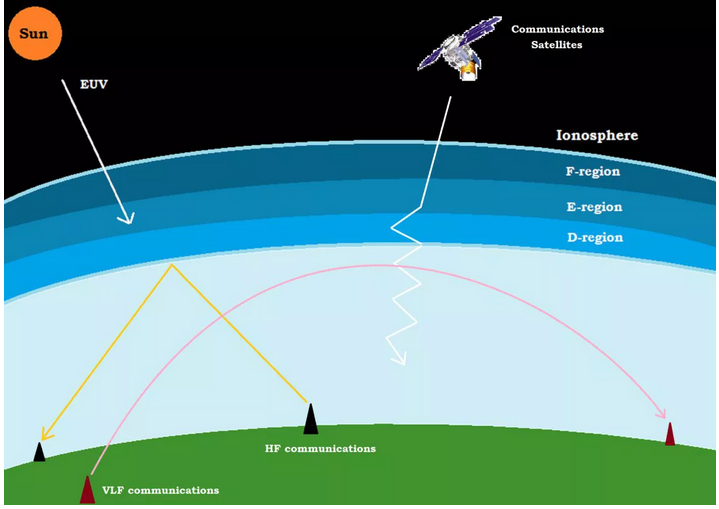 Sun
Communications
Satellites
EUV
Ionosphere
F-region
E-region
D-region
HF communications
VLF communications